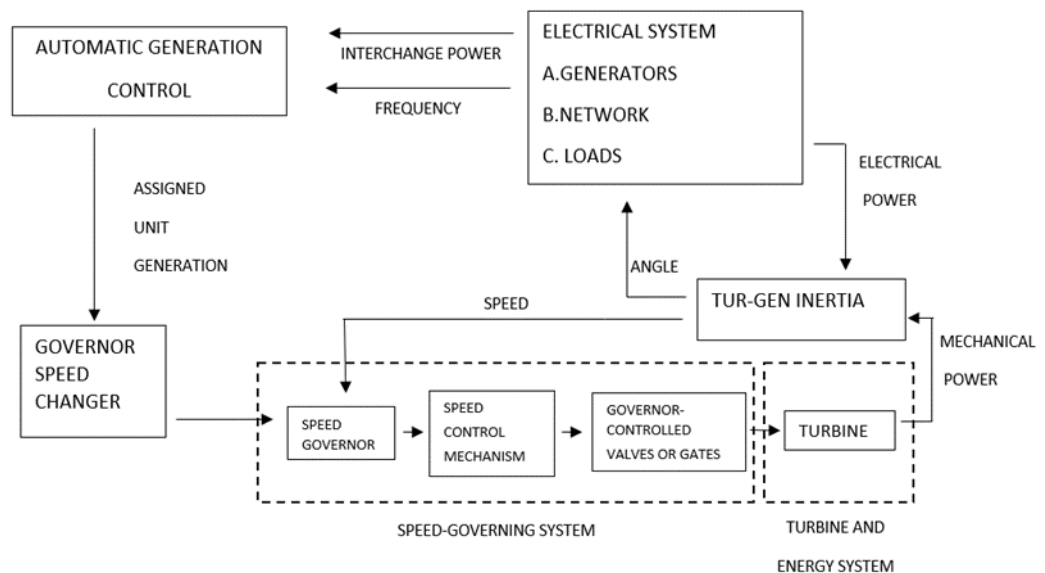 AUTOMATIC GENERATION
CONTROL
INTERCHANGE POWER
FREQUENCY
ELECTRICAL SYSTEM
A.GENERATORS
B.NETWORK
C. LOADS
ELECTRICAL
POWER
ASSIGNED
UNIT
GENERATION
ANGLE
TUR-GEN INERTIA
SPEED
MECHANICAL
POWER
GOVERNOR
SPEED
CHANGER
SPEED
GOVERNOR
SPEED
CONTROL
MECHANISM
GOVERNOR-
CONTROLLED
VALVES OR GATES
TURBINE
SPEED-GOVERNING SYSTEM
TURBINE AND
ENERGY SYSTEM